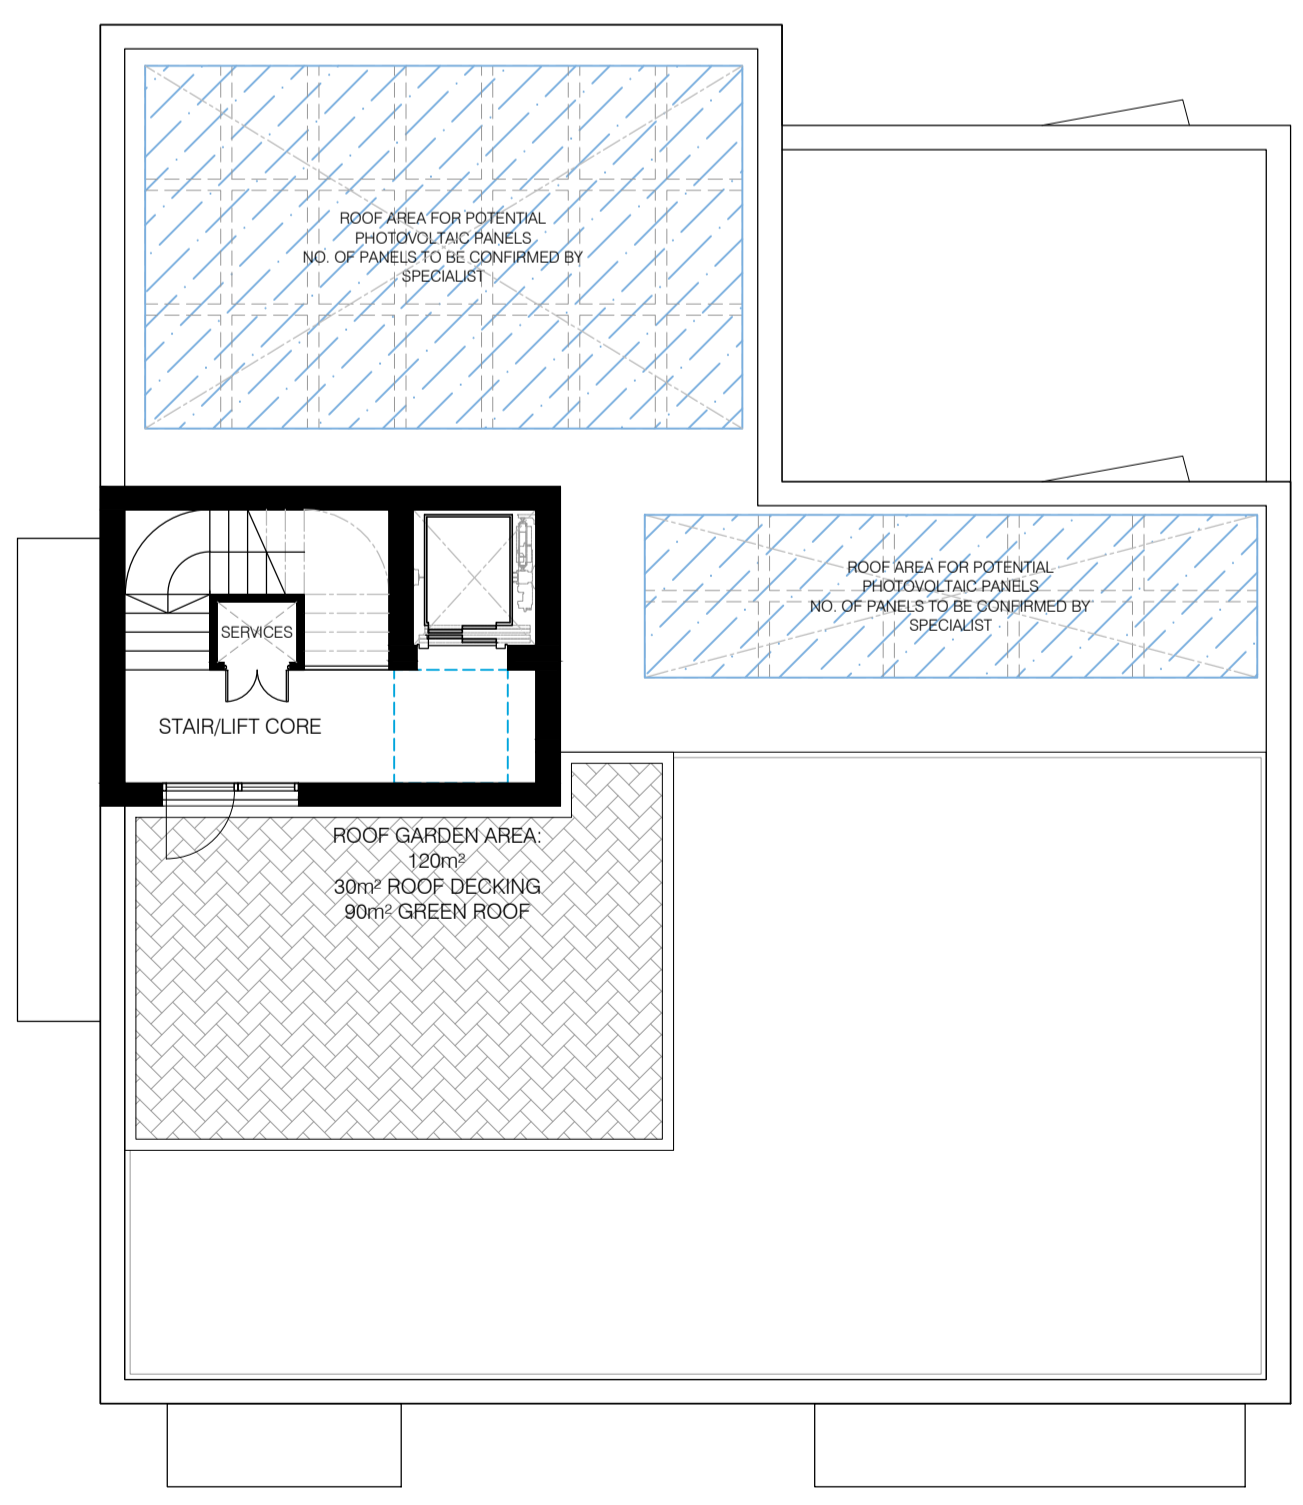 ROOF AREA FOR POTENTIAL
PHOTOVOLTAIC PANELS
NO. OF PANELS TO BE CONFIRMED BY
SPECIALIST
ROOF AREA FOR POTENTIAL
PHOTOVOLTAIC PANELS
NO. OF PANELS TO BE CONFIRMED BY
SPECIALIST
SERVICES
STAIR/LIFT CORE
ROOF GARDEN AREA:
120m²
30m² ROOF DECKING
90m² GREEN ROOF